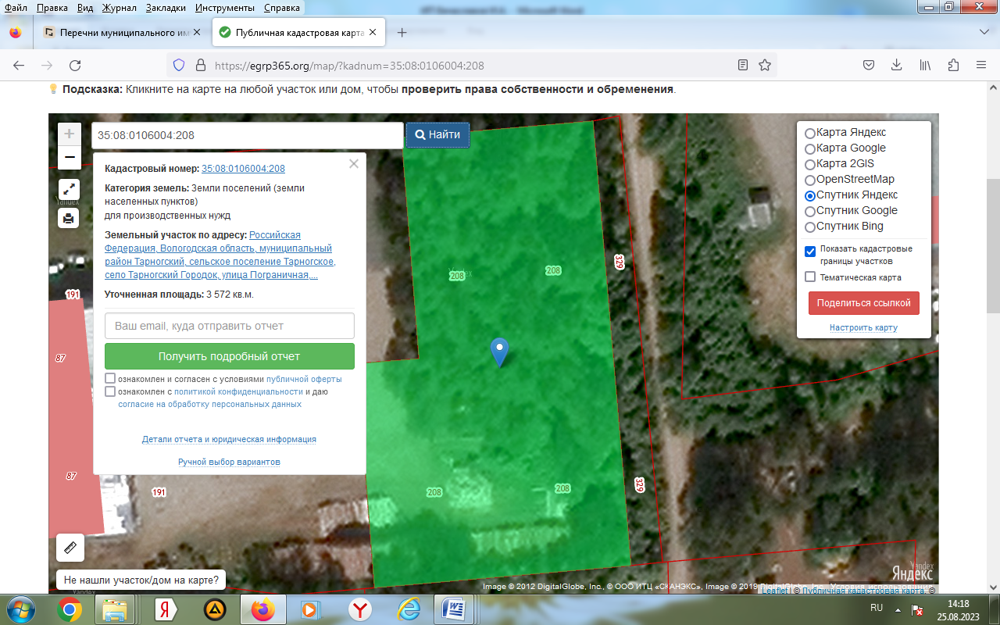 Файл Правка Вид Журнал Закладки Инструменты Справка
Перечни муниципального им
Публичная кадастровая карта
https://egrp365.org/map/?kadnum=35:08:0106004:208
Подсказка: Кликните на карте на любой участок или дом, чтобы проверить права собственности и обременения.
35:08:0106004:208
Найти
Кадастровый номер: 35:08:0106004:208
Категория земель: Земли поселений (земли
населенных пунктов)
для производственных нужд
Земельный участок по адресу: Российская
Федерация, Вологодская область, муниципальный
район Тарногский, сельское поселение Тарногское,
село Тарногский Городок, улица Пограничная,...
Уточненная площадь: 3 572 кв.м.
Ваш email, куда отправить отчет
Получить подробный отчет
ознакомлен и согласен с условиями публичной оферты
ознакомлен с политикой конфиденциальности и даю
согласие на обработку персональных данных
Детали отчета и юридическая информация
Ручной выбор вариантов
Карта Яндекс
Карта Google
Карта 2GIS
OpenStreetMap
Спутник Яндекс
Спутник Google
Спутник Bing
Показать кадастровые
границы участков
Тематическая карта
Поделиться ссылкой
Настроить карту
191
87
87
191
208
208
208
208
329
329
Yandex
Яндекс
Не нашли участок/дом на карте?
Image © 2012 DigitalGlobe, Inc., © ООО ИТЦ «СКАНЭКС», Image © 2019 DigitalGlobe, Inc., Условия использования
Leaflet | © Публичная кадастровая карта, ©
RU
14:18
25.08.2023